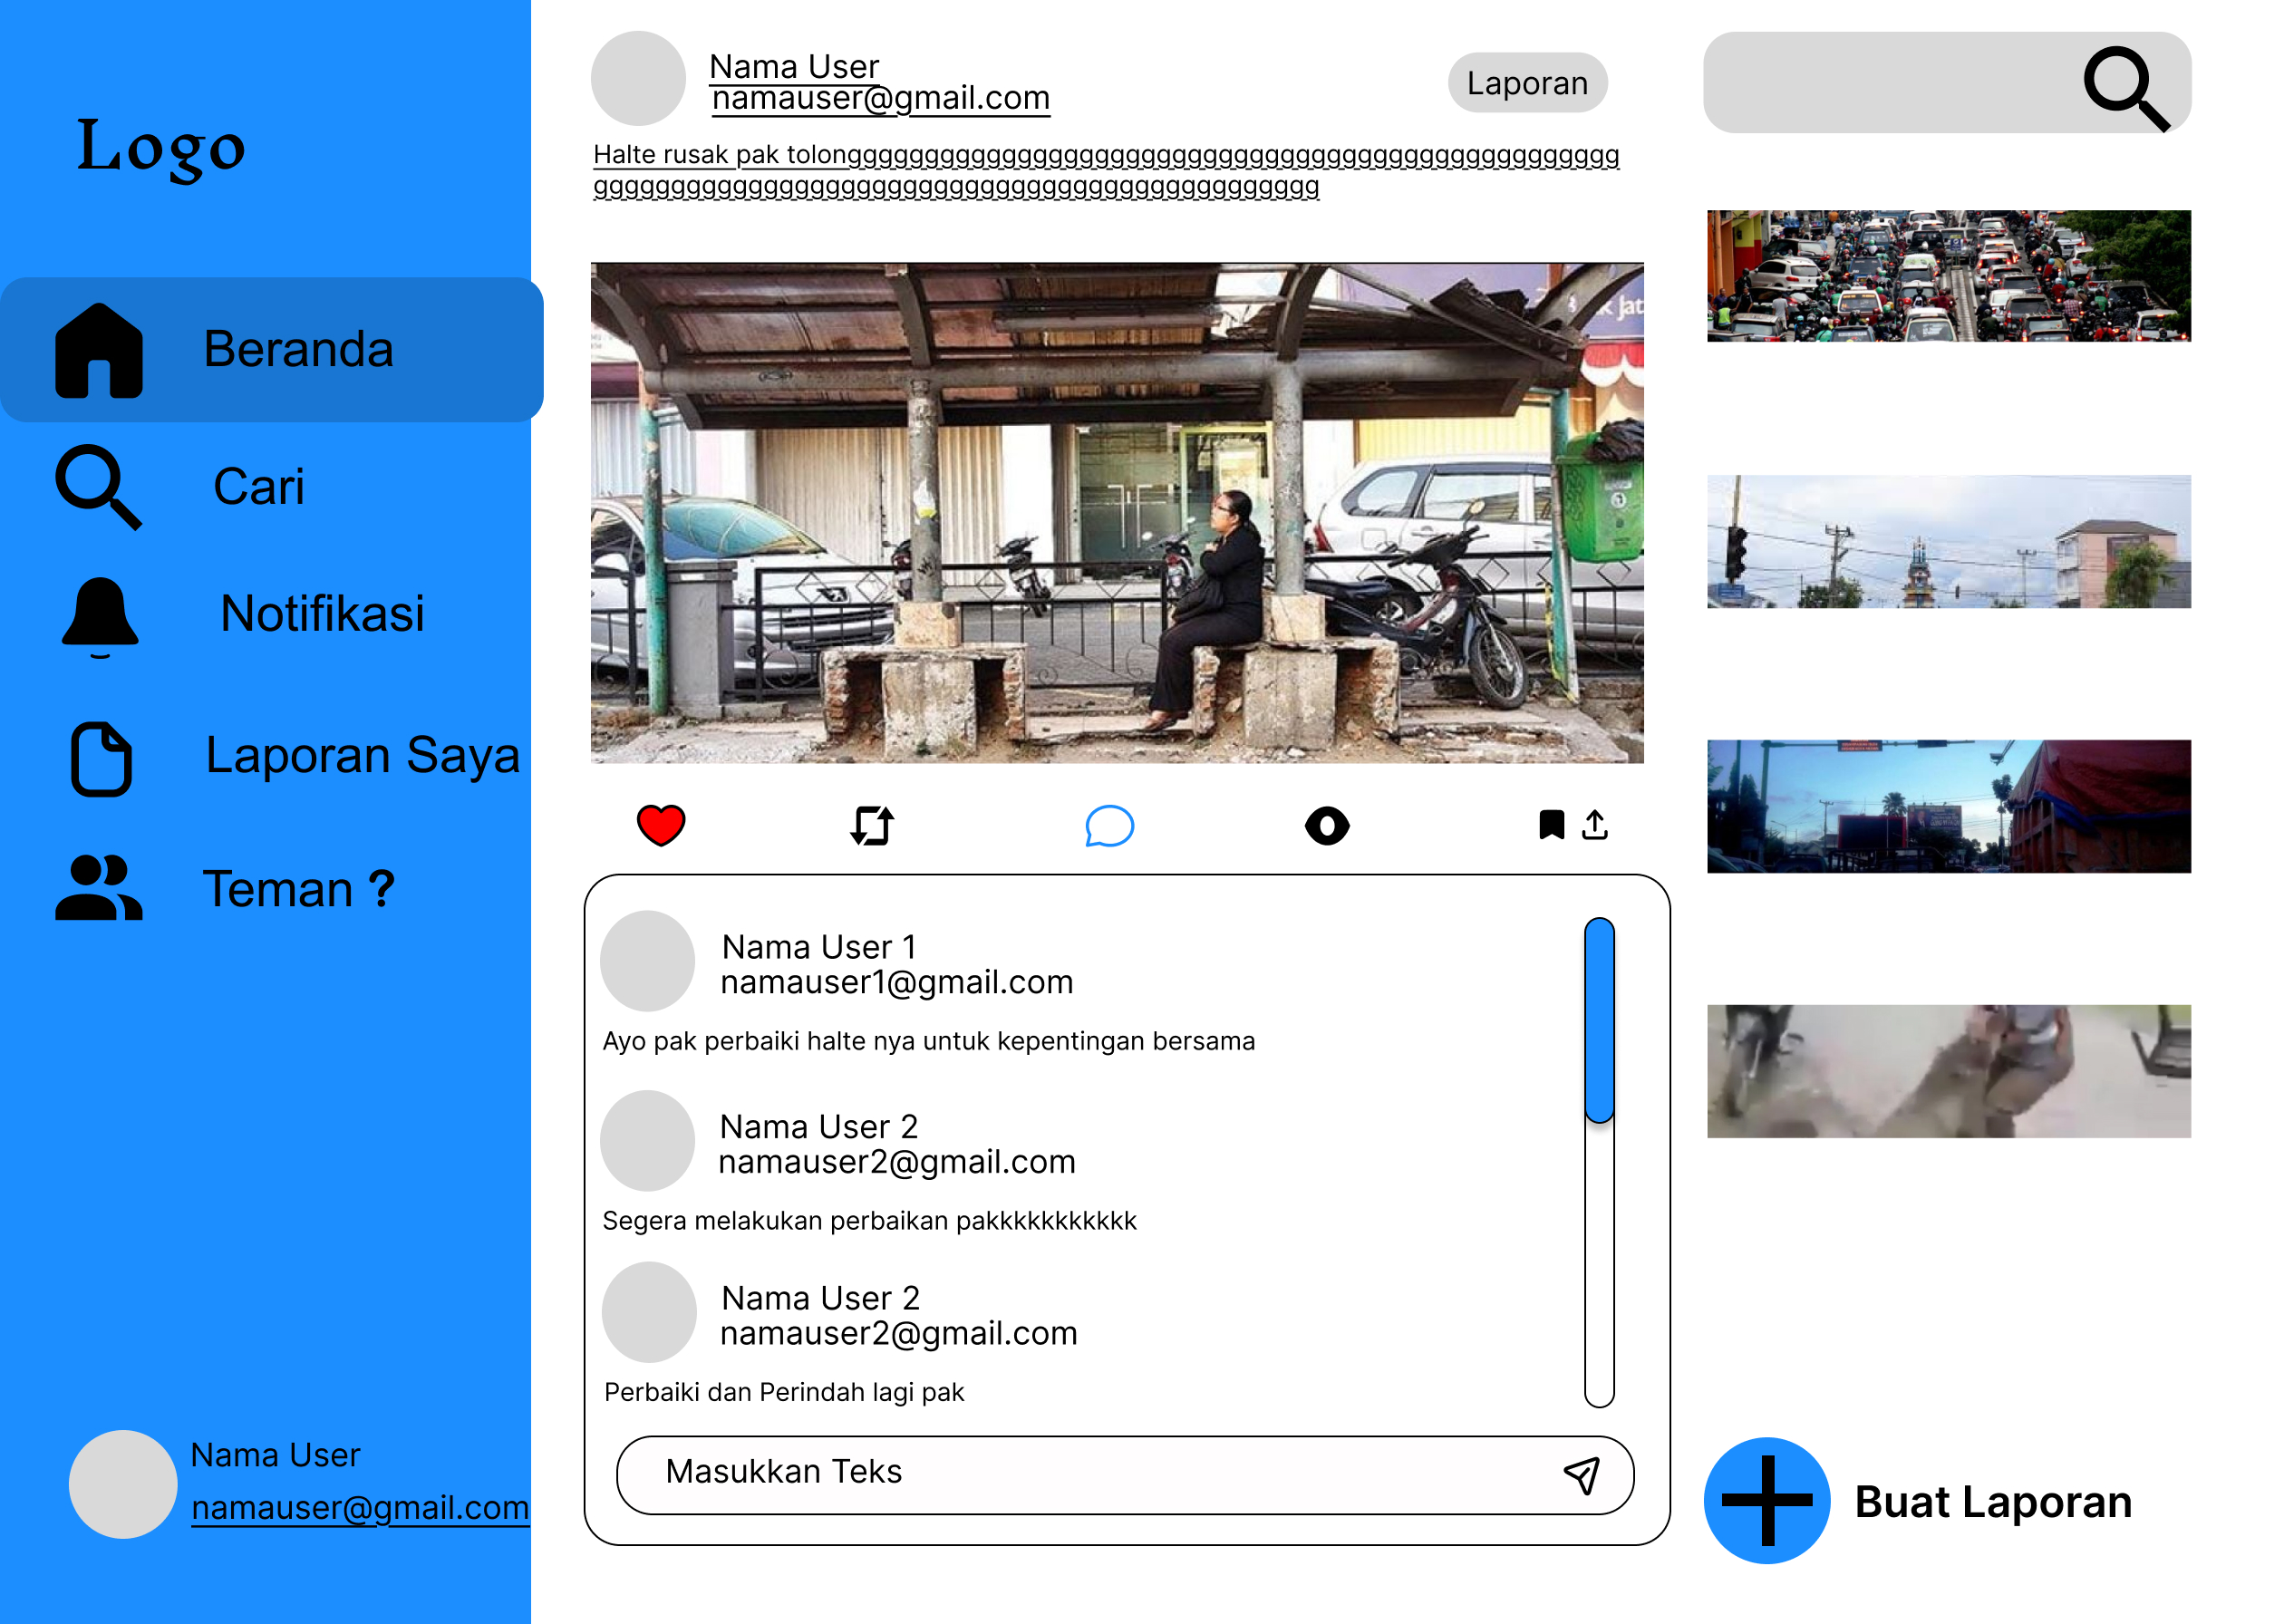 Logo
Beranda
Cari
Notifikasi
Laporan Saya
Teman ?
Nama User
namauser@gmail.com
Nama User
namauser@gmail.com
Laporan
Halte rusak pak tolonggggggggggggggggggggggggggggggggggggggggggggggggggg
ggggggggggggggggggggggggggggggggggggggggggggggg
Nama User 1
namauser1@gmail.com
Ayo pak perbaiki halte nya untuk kepentingan bersama
Nama User 2
namauser2@gmail.com
Segera melakukan perbaikan pakkkkkkkkkkk
Nama User 2
namauser2@gmail.com
Perbaiki dan Perindah lagi pak
Masukkan Teks
Buat Laporan